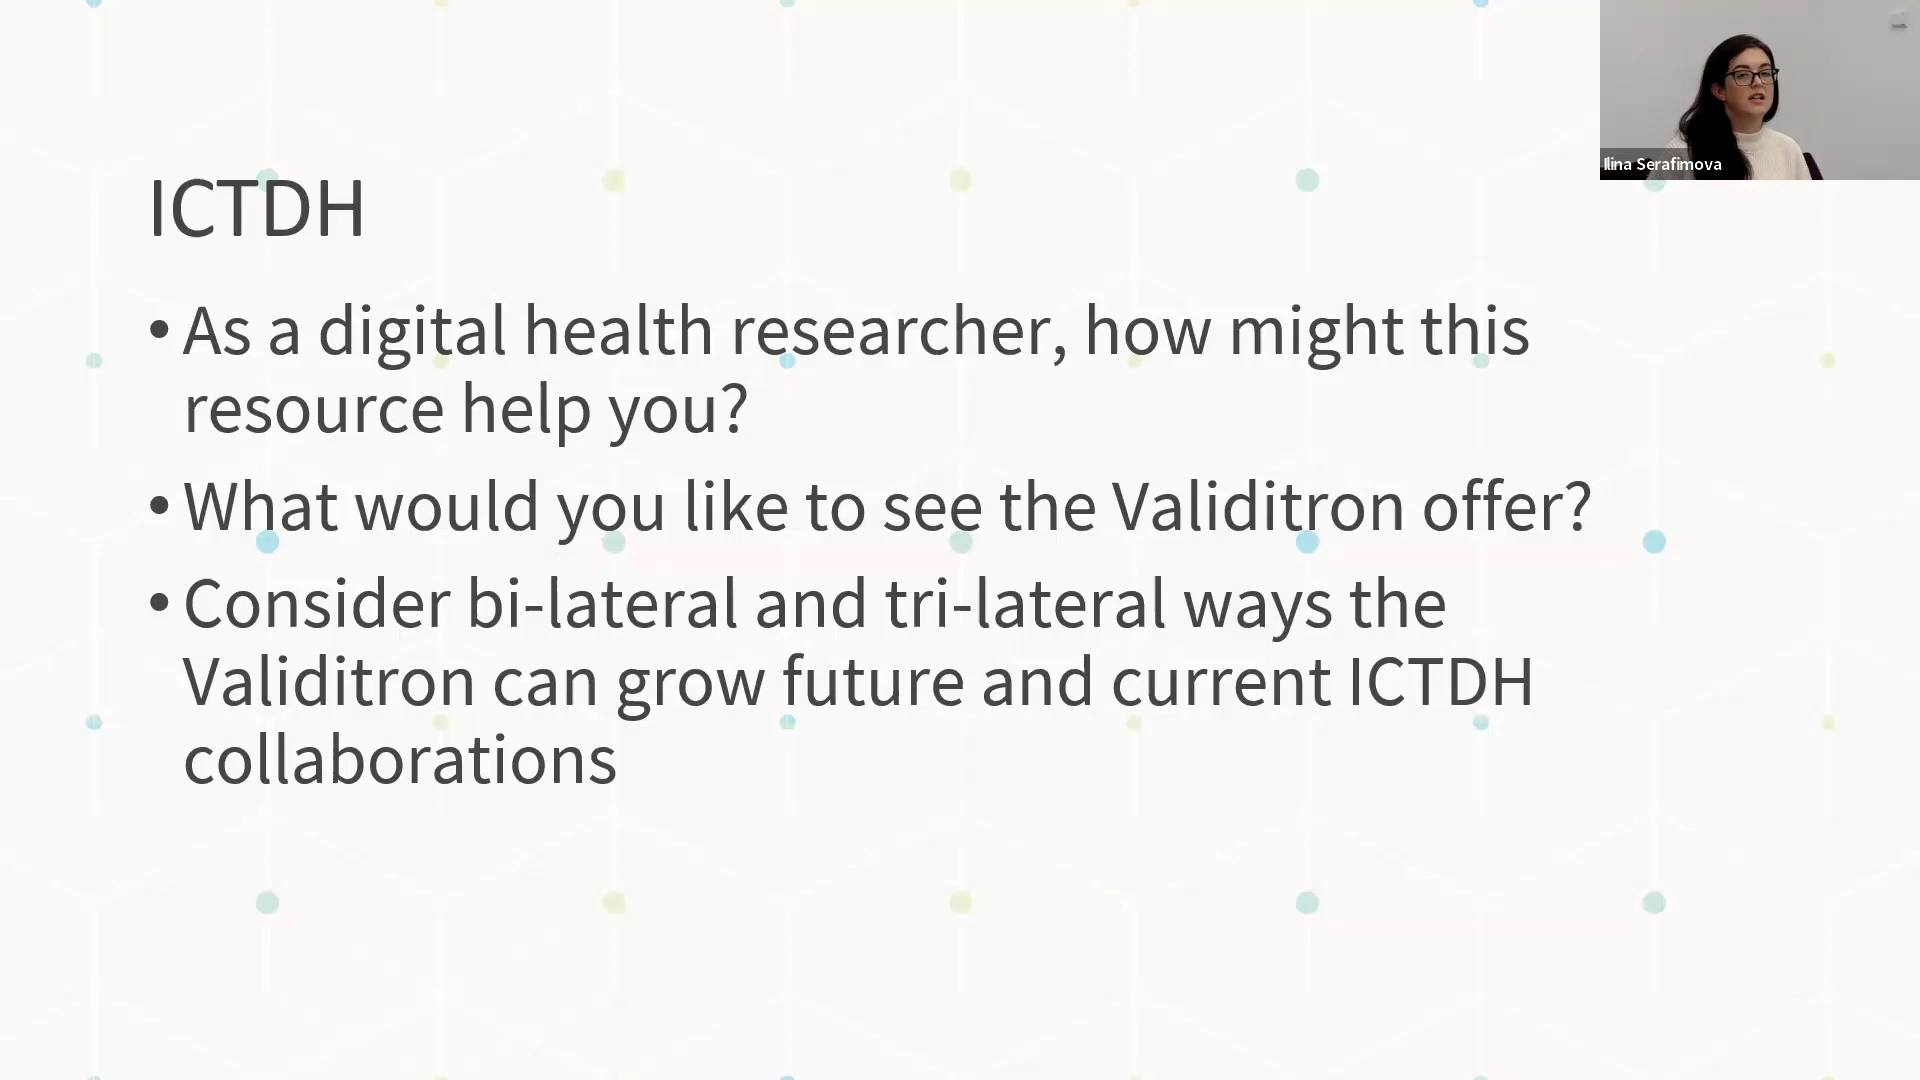 ICTDH
• As a digital health researcher, how might this
resource help you?
• What would you like to see the Validitron offer?
• Consider bi-lateral and tri-lateral ways the
Validitron can grow future and current ICTDH
collaborations
Ilina Serafimova